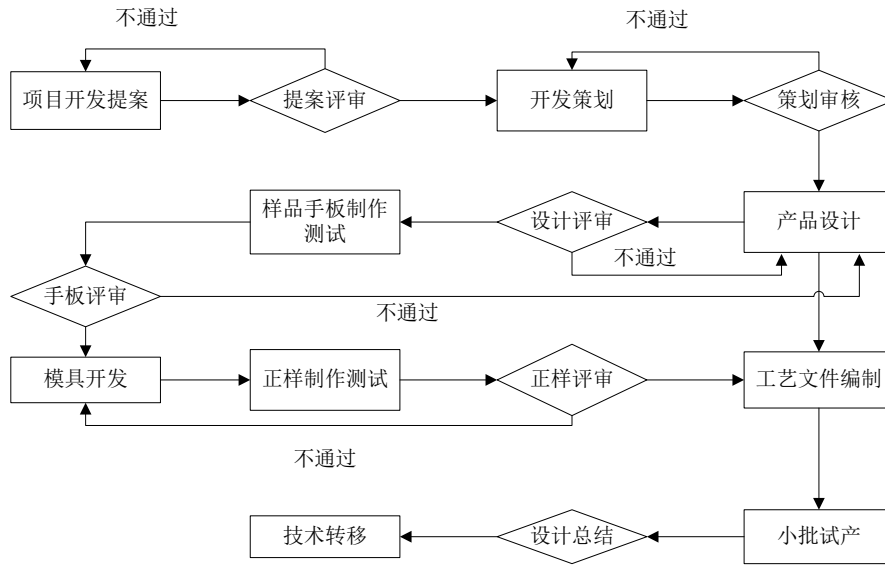 不通过
不通过
项目开发提案
提案评审
开发策划
策划审核
样品手板制作
测试
设计评审
产品设计
不通过
手板评审
不通过
模具开发
正样制作测试
正样评审
工艺文件编制
不通过
技术转移
设计总结
小批试产